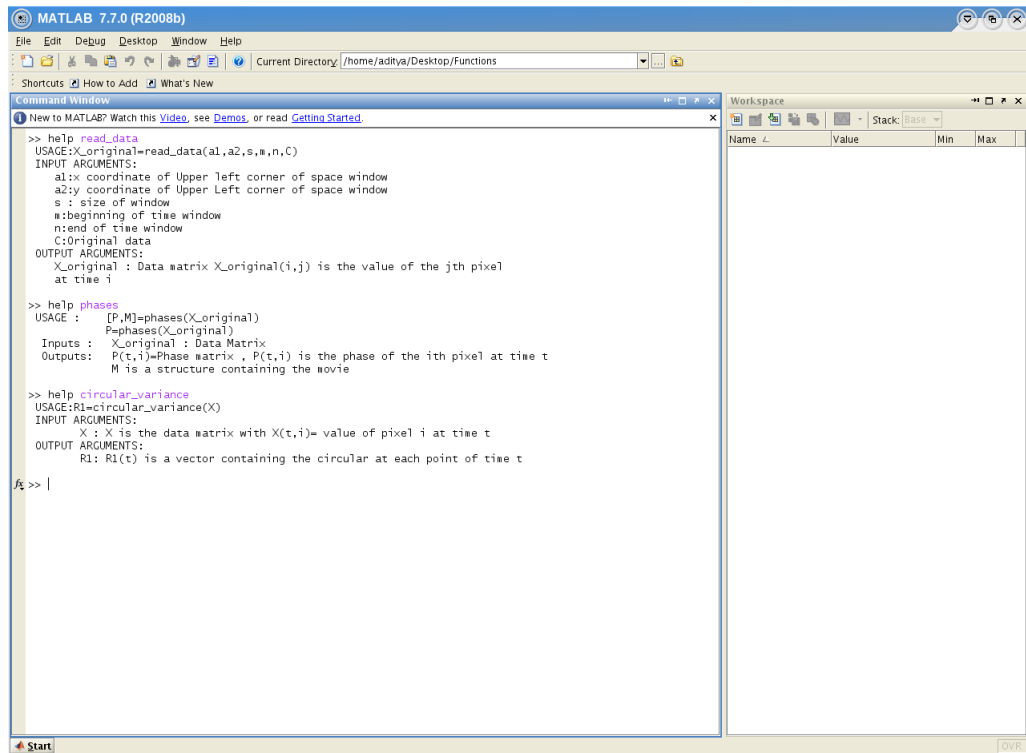 MATLAB 7.7.0 (R2008b)
File Edit Debug Desktop Window Help
Current Directory: /home/aditya/Desktop/Functions
Shortcuts How to Add What's New
Command Window
New to MATLAB? Watch this Video, see Demos, or read Getting Started.
>> help read_data
USAGE:X_original=read_data(a1,a2,s,m,n,C)
INPUT ARGUMENTS:
a1:x coordinate of Upper left corner of space window
a2:y coordinate of Upper Left corner of space window
s : size of window
m:beginning of time window
n:end of time window
C:Original data
OUTPUT ARGUMENTS:
X_original : Data matrix X_original(i,j) is the value of the jth pixel
at time i
>> help phases
USAGE : [P,M]=phases(X_original)
P=phases(X_original)
Inputs : X_original : Data Matrix
Outputs: P(t,i)=Phase matrix , P(t,i) is the phase of the ith pixel at time t
M is a structure containing the movie
>> help circular_variance
USAGE:R1=circular_variance(X)
INPUT ARGUMENTS:
X : X is the data matrix with X(t,i)= value of pixel i at time t
OUTPUT ARGUMENTS:
R1: R1(t) is a vector containing the circular at each point of time t
fx >>
Workspace
Stack: Base
Name Value Min Max
Start
OVR